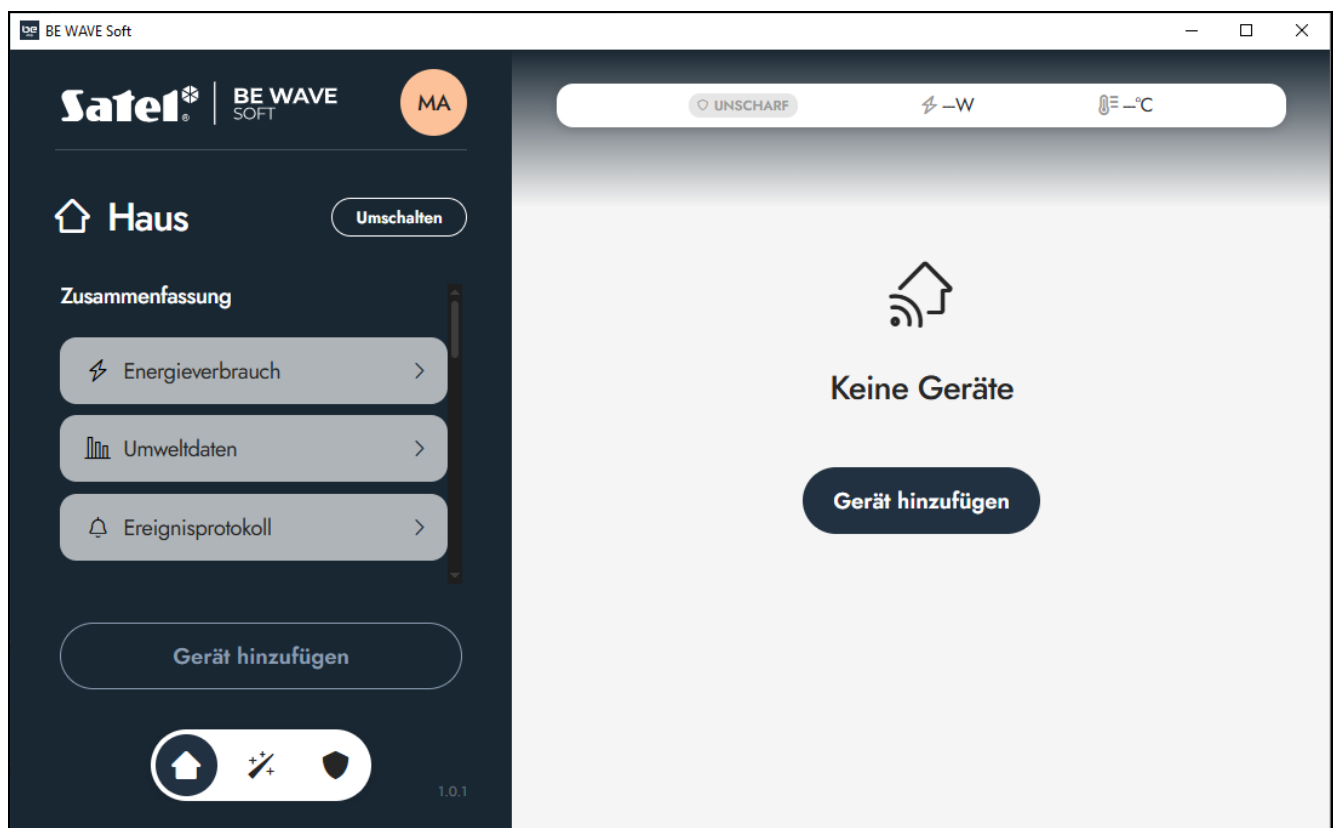 BE WAVE Soft
Satel® BE WAVE SOFT
MA
UNSCHARF
–W
–°C
Haus
Umschalten
Zusammenfassung
Energieverbrauch
Umweltdaten
Ereignisprotokoll
Gerät hinzufügen
1.0.1
Keine Geräte
Gerät hinzufügen